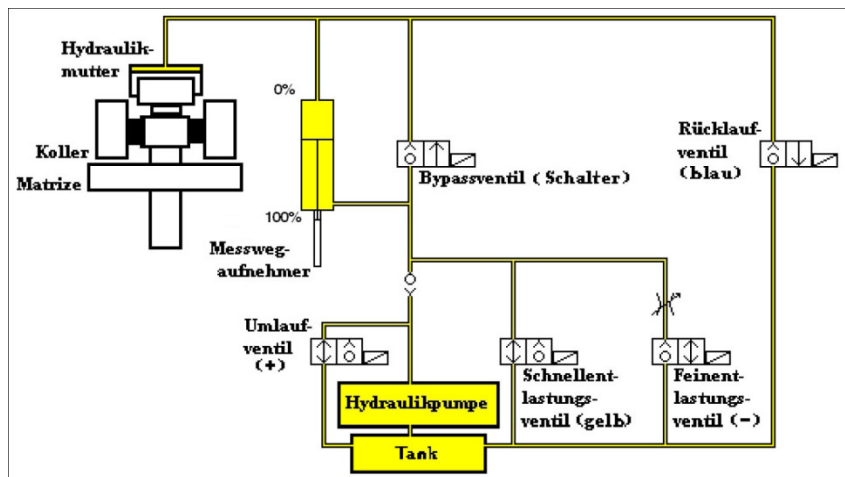 Hydraulik-
mutter
0%
Koller
Matrize
100%
Messweg-
aufnehmer
Bypassventil (Schalter)
Rücklauf-
ventil
(blau)
Umlauf-
ventil
(+)
Hydraulikpumpe
Tank
Schnellent-
lastungs-
ventil (gelb)
Feinent-
lastungs-
ventil (-)